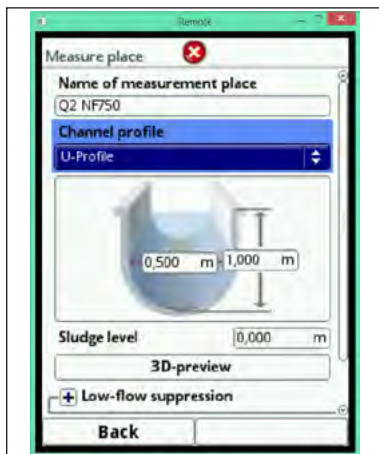 Remote
Measure place
Name of measurement place
Q2 NF750
Channel profile
U-Profile
0,500 m 1,000 m
Sludge level 0,000 m
3D-preview
Low-flow suppression
Back